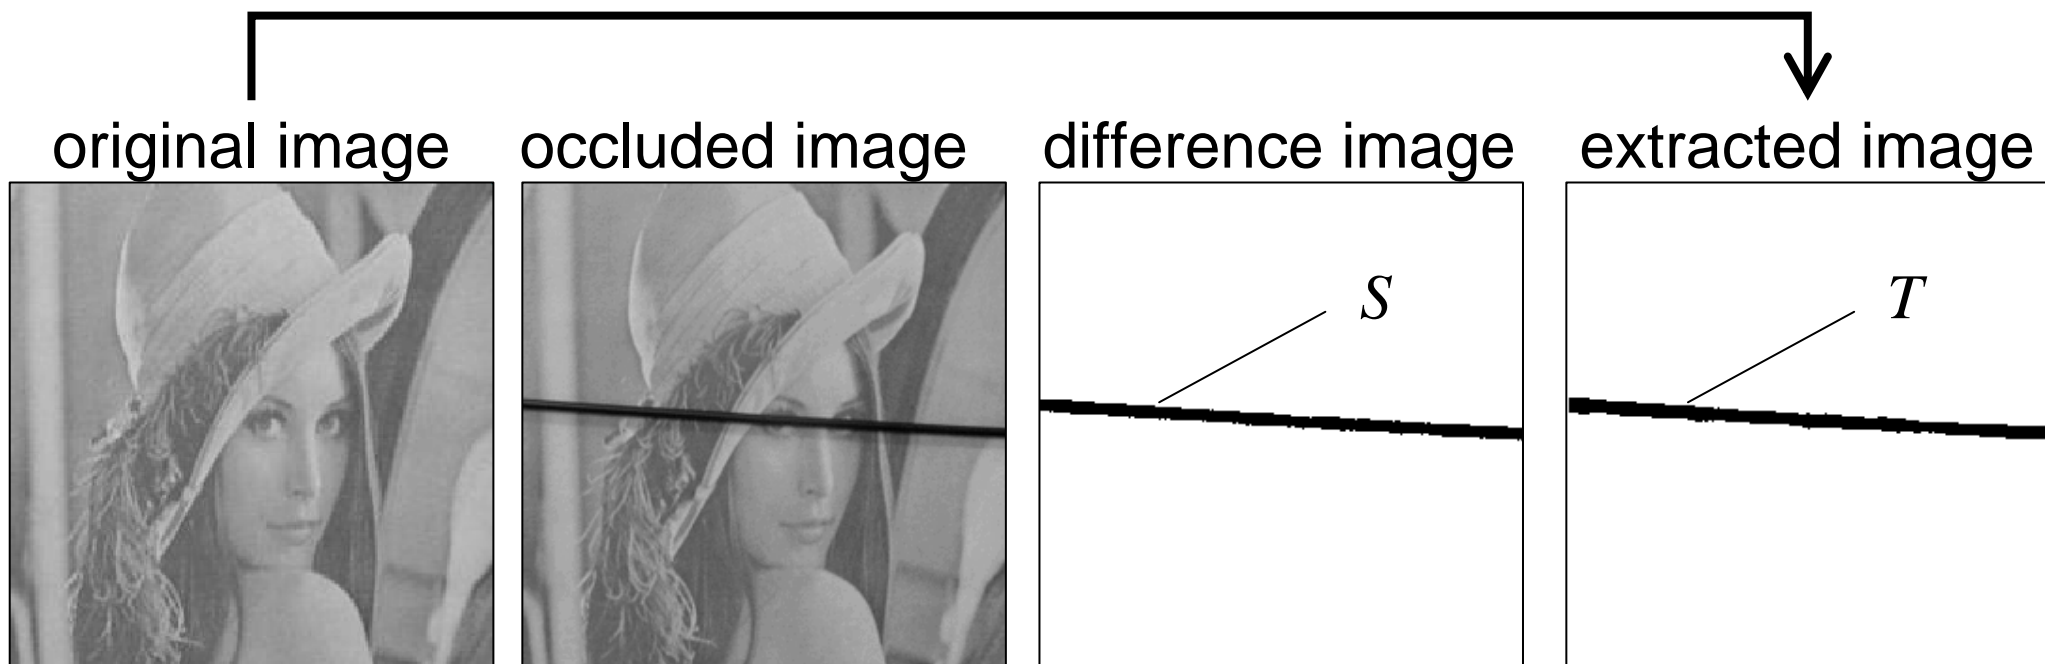 original image
occluded image
difference image
extracted image
S
T